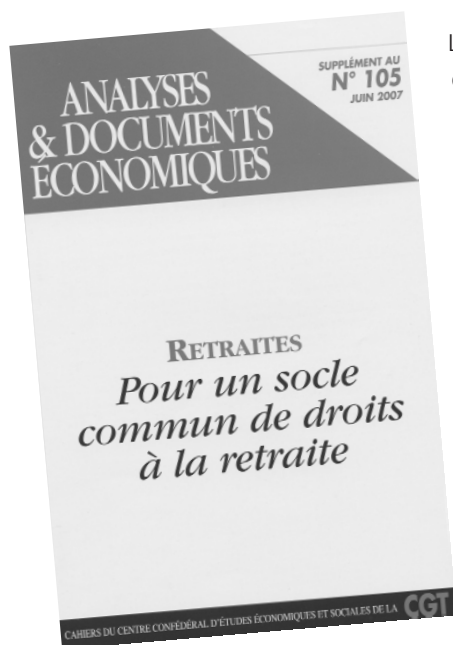 SUPPLÉMENT AU
N° 105
JUIN 2007
ANALYSES
& DOCUMENTS
ÉCONOMIQUES
RETRAITES
Pour un socle
commun de droits
à la retraite
CAHIERS DU CENTRE CONFÉDÉRAL D'ÉTUDES ÉCONOMIQUES ET SOCIALES DE LA CGT